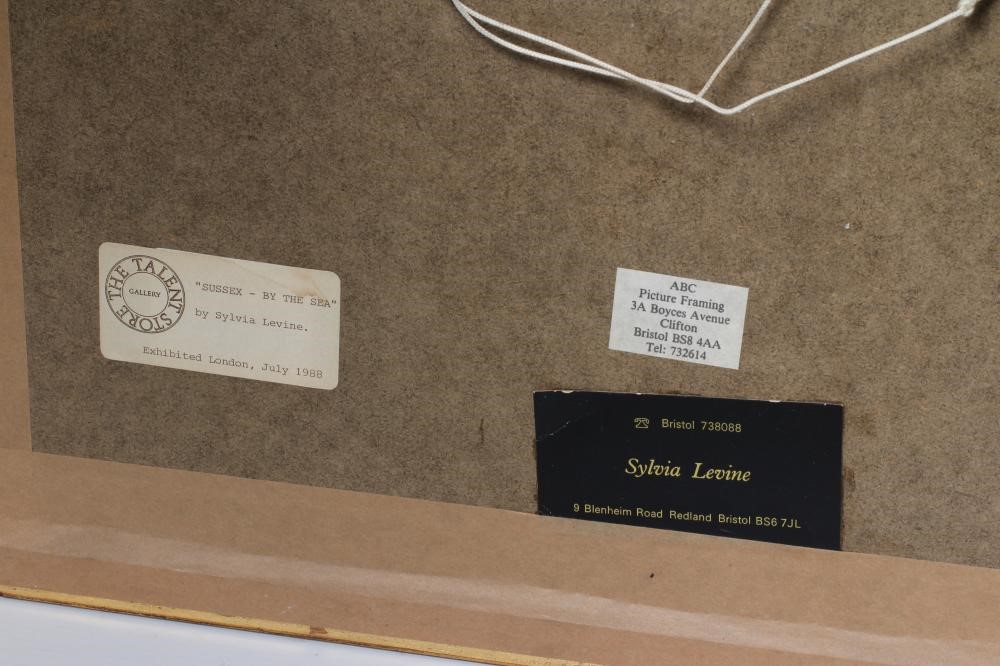 THE TALENT STORE
GALLERY
"SUSSEX - BY THE SEA"
by Sylvia Levine.
Exhibited London, July 1988
ABC
Picture Framing
3A Boyces Avenue
Clifton
Bristol BS8 4AA
Tel: 732614
☎ Bristol 738088
Sylvia Levine
9 Blenheim Road Redland Bristol BS6 7JL